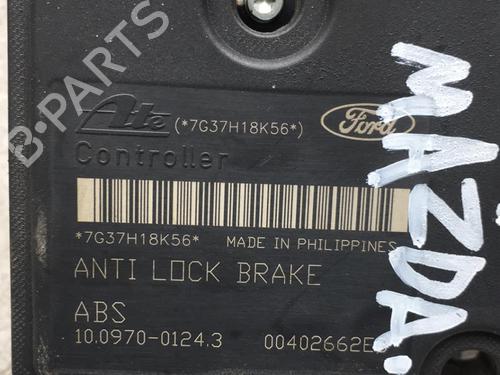 B-PARTS
Ate (*7G37H18K56*) Ford
Controller
*7G37H18K56* MADE IN PHILIPPINES
ANTI LOCK BRAKE
ABS
10.0970-0124.3 00402662E
MAZDA.